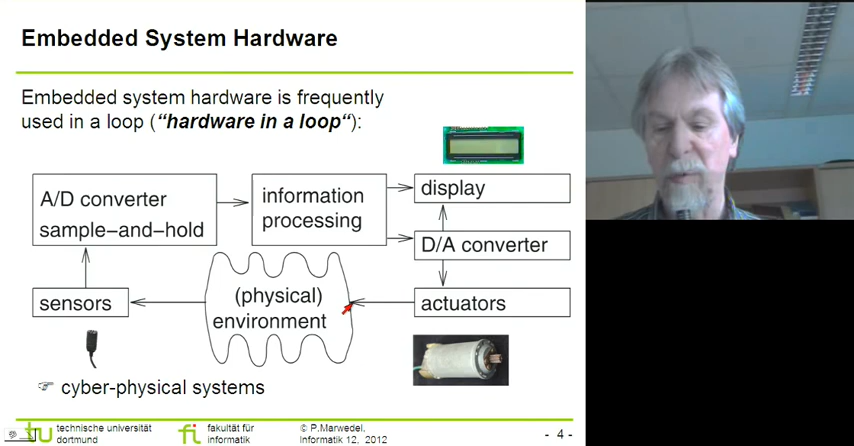 Embedded System Hardware
Embedded system hardware is frequently
used in a loop (“hardware in a loop“):
A/D converter
sample–and–hold
information
processing
display
D/A converter
sensors
(physical)
environment
actuators
☞ cyber-physical systems
tu technische universität
dortmund
fi fakultät für
informatik
© P.Marwedel,
Informatik 12, 2012
- 4 -